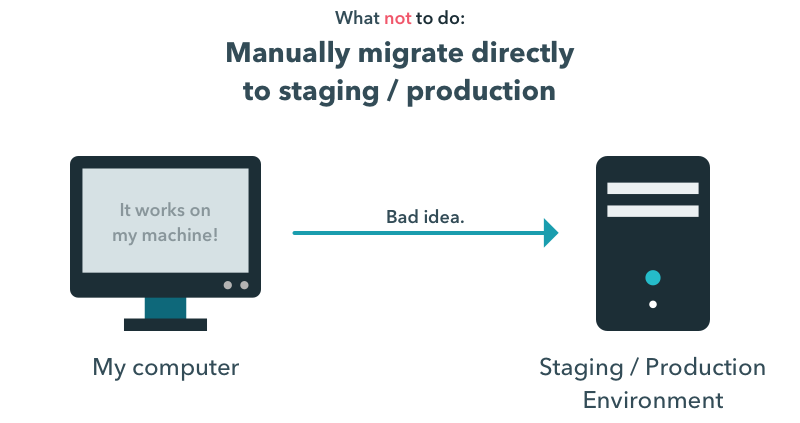 What not to do:
Manually migrate directly
to staging / production
It works on
my machine!
Bad idea.
My computer
Staging / Production
Environment